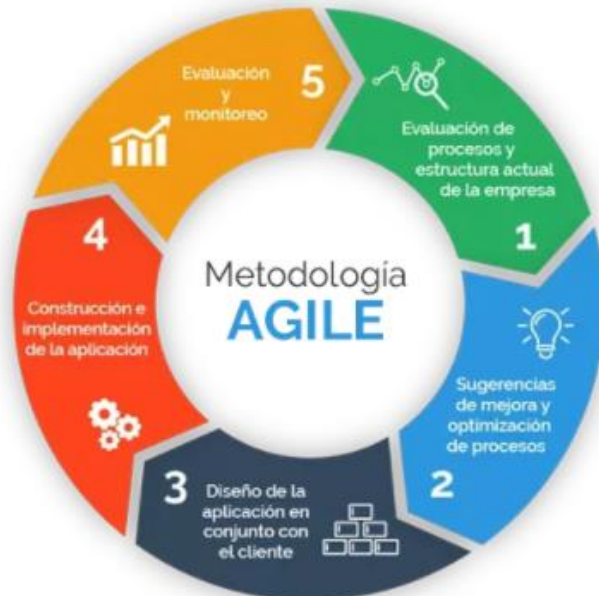 Metodología
AGILE
Evaluación de
procesos y
estructura actual
de la empresa
1
Sugerencias
de mejora y
optimización
de procesos
2
3
Diseño de la
aplicación en
conjunto con
el cliente
4
Construcción e
implementación
de la aplicación
Evaluación
y
monitoreo
5